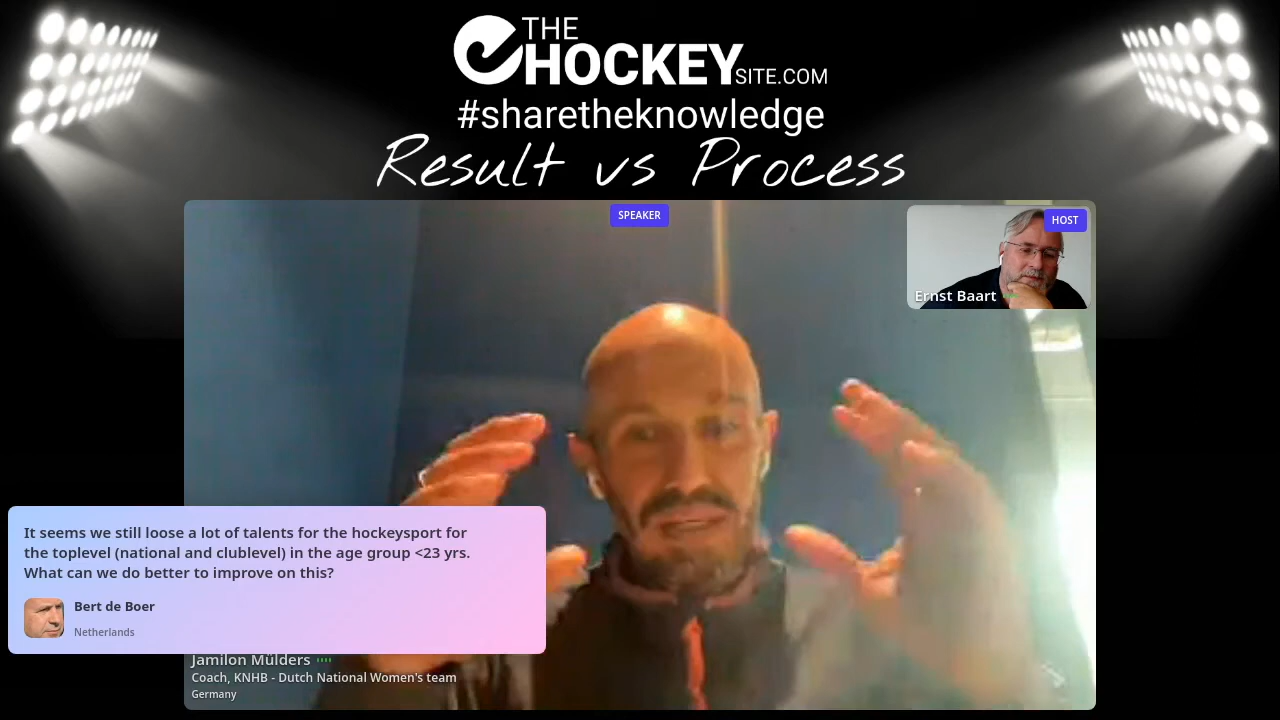 THE
HOCKEYSITE.COM
#sharetheknowledge
Result vs Process
SPEAKER
HOST
Ernst Baart
It seems we still loose a lot of talents for the hockeysport for
the toplevel (national and clublevel) in the age group <23 yrs.
What can we do better to improve on this?
Bert de Boer
Netherlands
Jamilon Mülders
Coach, KNHB - Dutch National Women's team
Germany